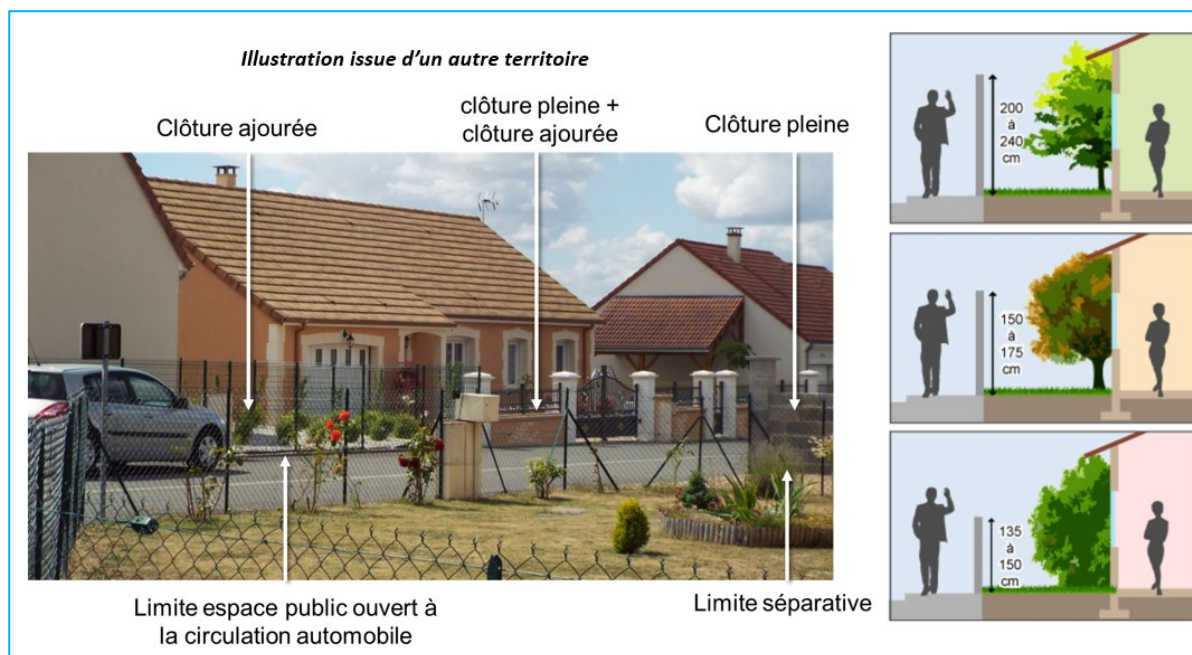 Illustration issue d'un autre territoire
Clôture ajourée
clôture pleine +
clôture ajourée
Clôture pleine
Limite espace public ouvert à
la circulation automobile
Limite séparative
200
à
240
cm
150
à
175
cm
135
à
150
cm